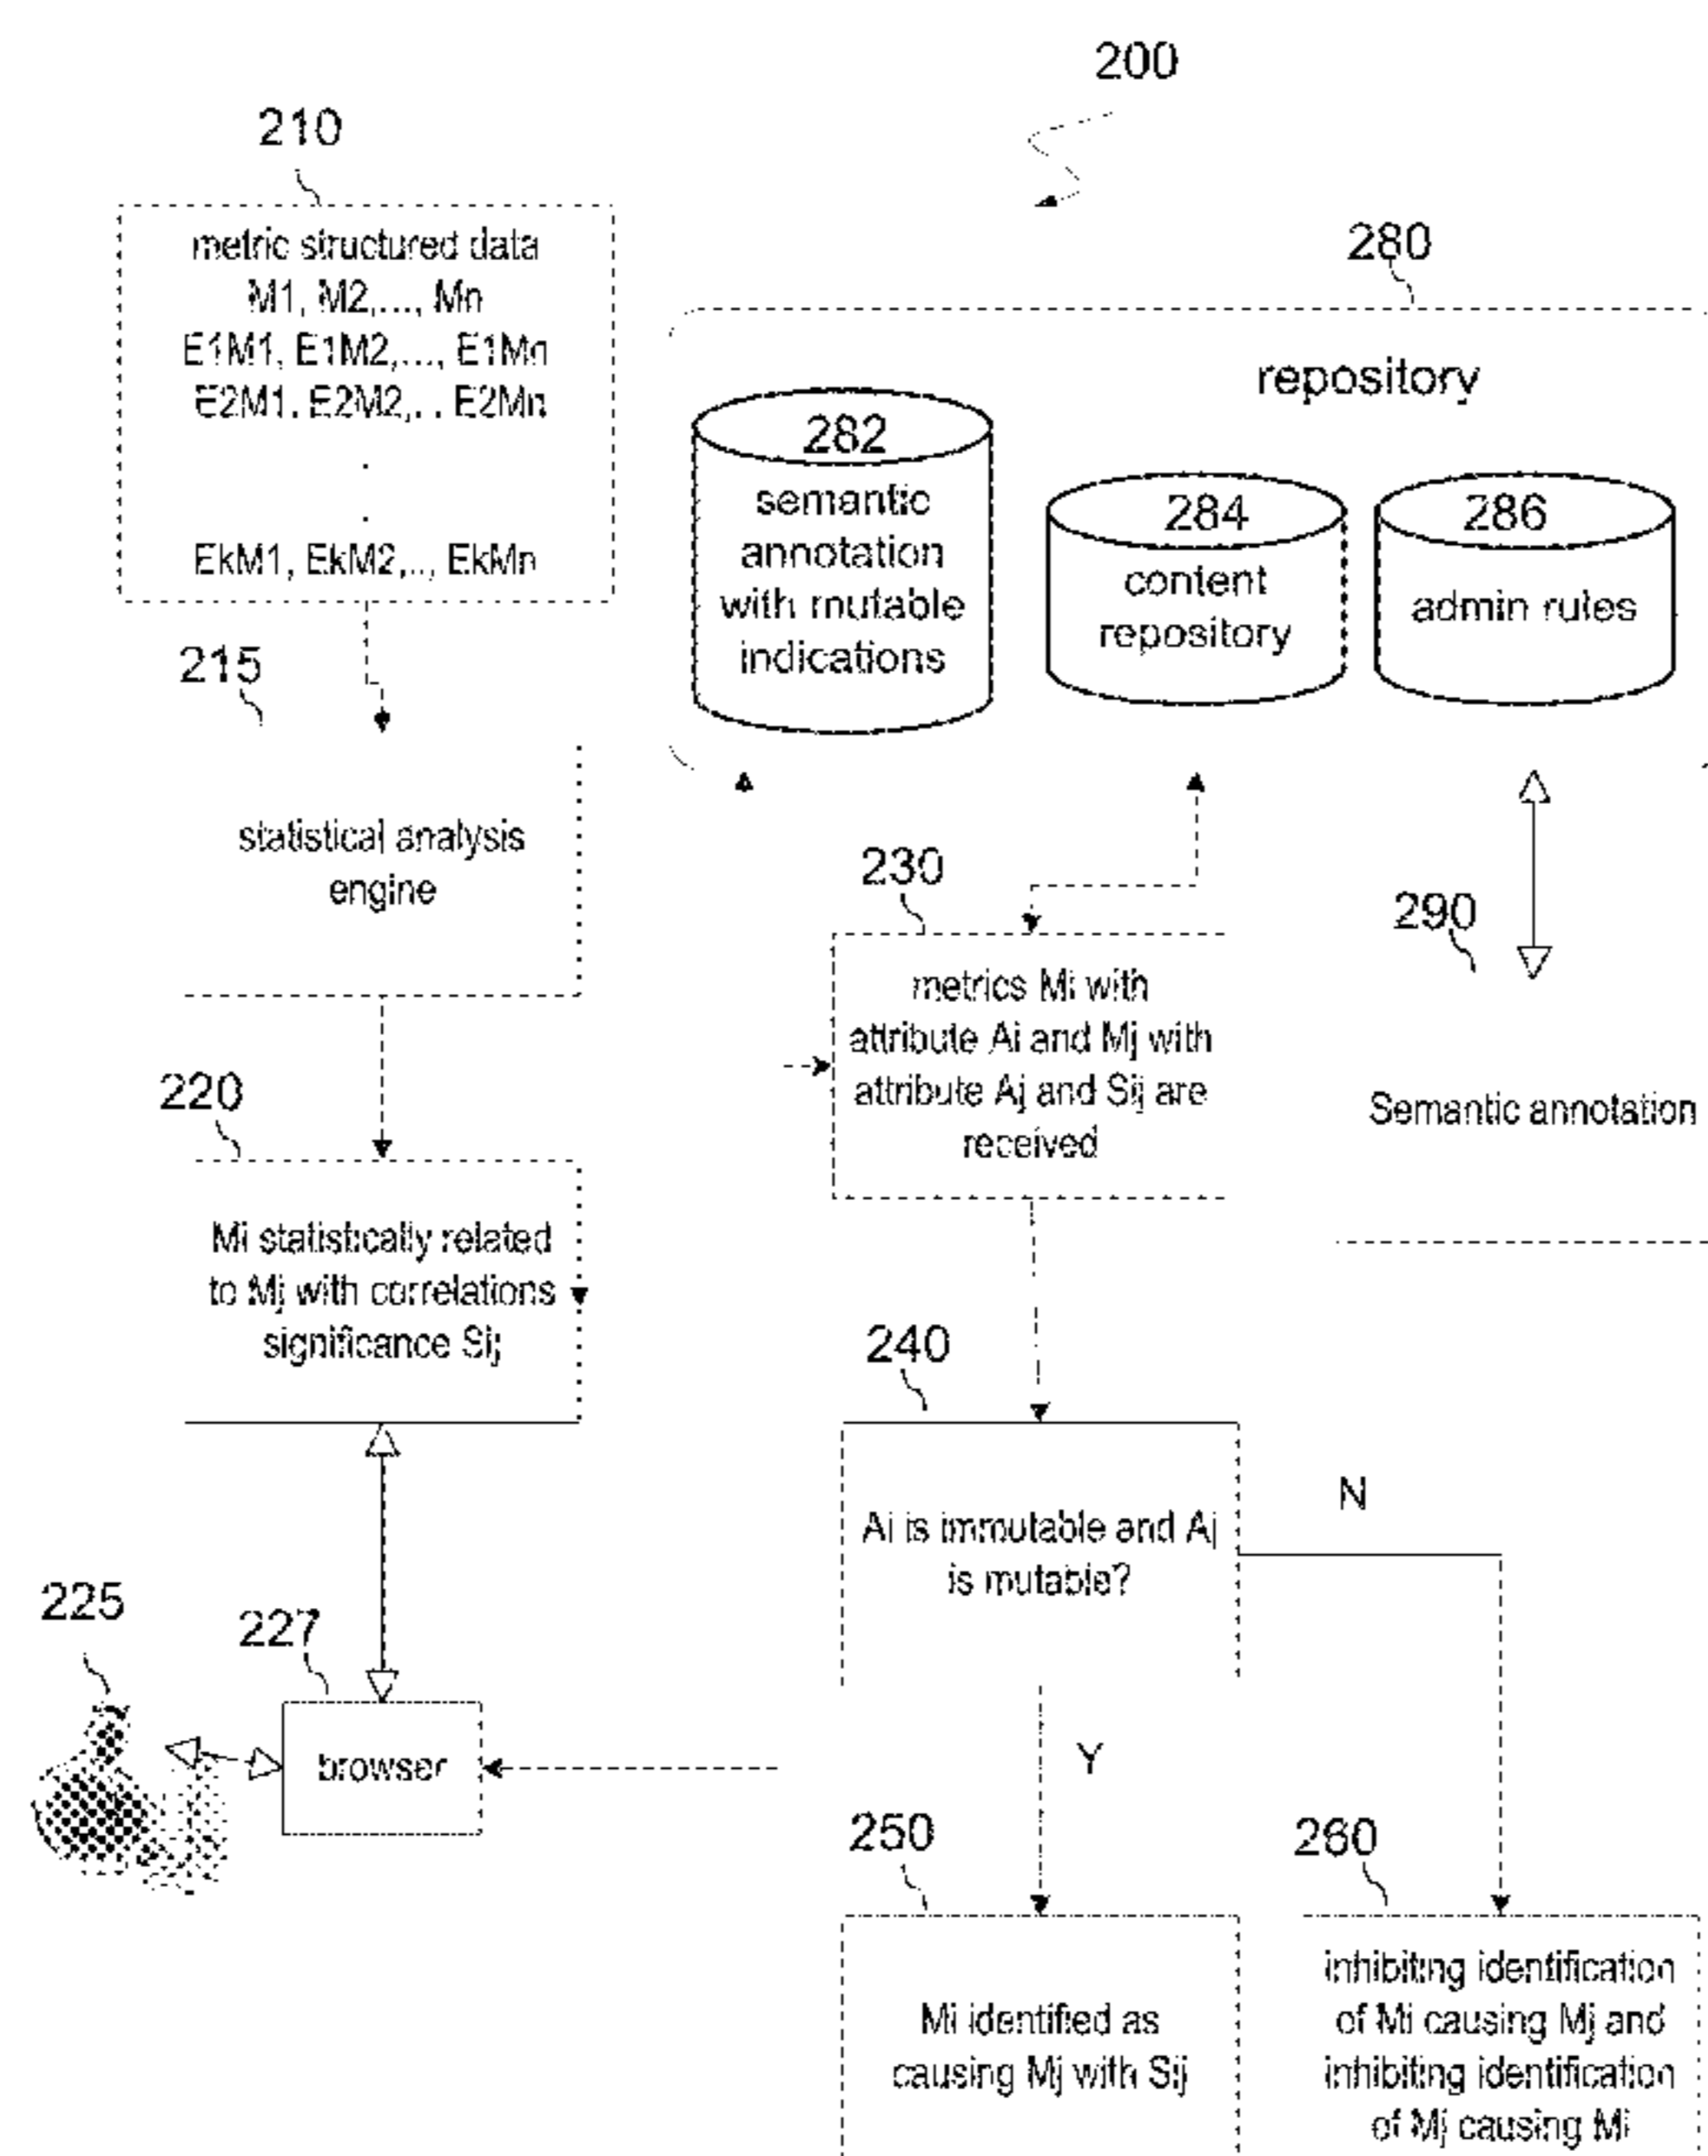 200
210
metric structured data
M1, M2,..., Mn
E1M1, E1M2,..., E1Mn
E2M1. E2M2,. . E2Mn
.
.
EkM1, EkM2,.., EkMn
280
repository
282
semantic
annotation
with mutable
indications
284
content
repository
286
admin rules
215
statistical analysis
engine
230
metrics Mi with
attribute Ai and Mj with
attribute Aj and Sij are
received
290
Semantic annotation
220
Mi statistically related
to Mj with correlations
significance Sij
240
Ai is immutable and Aj
is mutable?
N
Y
225
227
browser
250
Mi identified as
causing Mj with Sij
260
inhibiting identification
of Mi causing Mj and
inhibiting identification
of Mj causing Mi